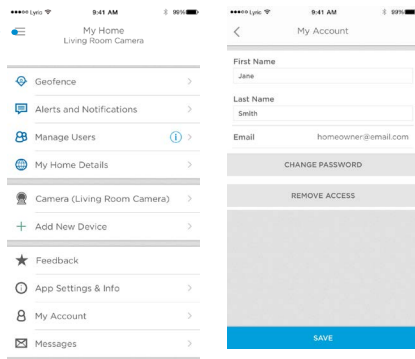 Lyric 9:41 AM 99%
My Home
Living Room Camera
Geofence
Alerts and Notifications
Manage Users
My Home Details
Camera (Living Room Camera)
Add New Device
Feedback
App Settings & Info
My Account
Messages
Lyric 9:41 AM 99%
My Account
First Name
Jane
Last Name
Smith
Email homeowner@email.com
CHANGE PASSWORD
REMOVE ACCESS
SAVE